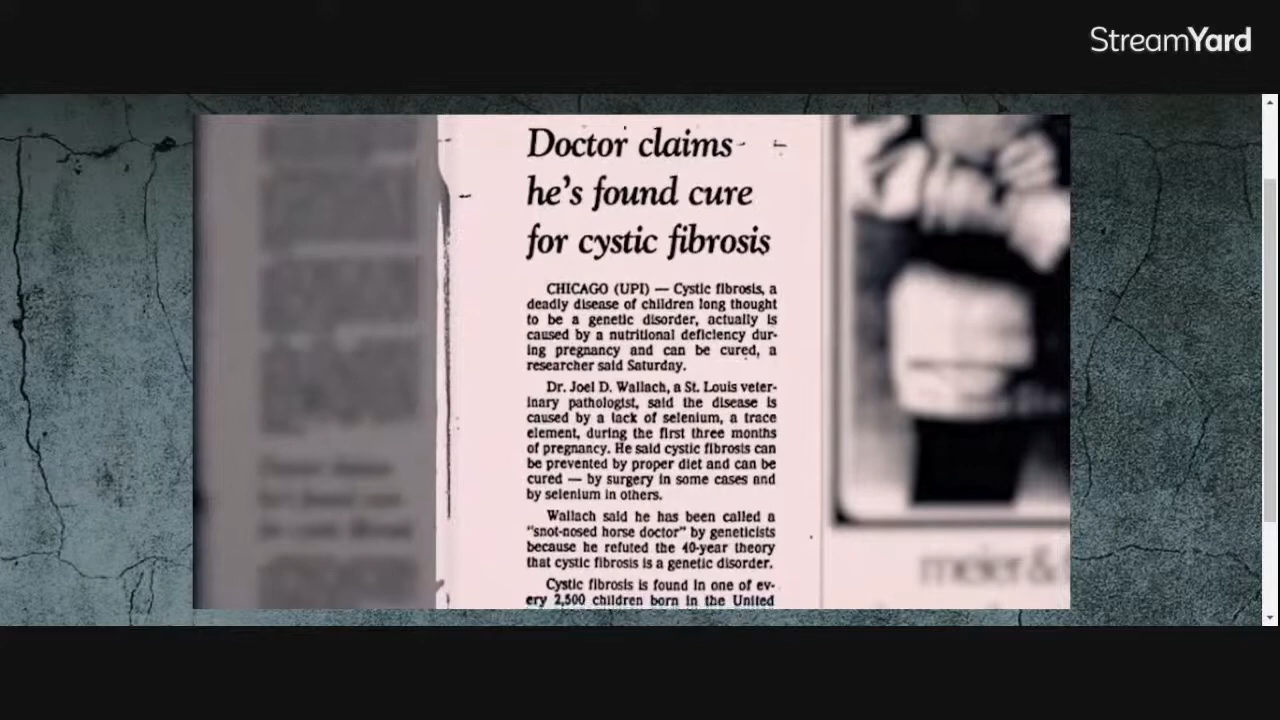 StreamYard
Doctor claims
he's found cure
for cystic fibrosis
CHICAGO (UPI) — Cystic fibrosis, a
deadly disease of children long thought
to be a genetic disorder, actually is
caused by a nutritional deficiency dur-
ing pregnancy and can be cured, a
researcher said Saturday.
Dr. Joel D. Wallach, a St. Louis veter-
inary pathologist, said the disease is
caused by a lack of selenium, a trace
element, during the first three months
of pregnancy. He said cystic fibrosis can
be prevented by proper diet and can be
cured — by surgery in some cases and
by selenium in others.
Wallach said he has been called a
"snot-nosed horse doctor" by geneticists
because he refuted the 40-year theory
that cystic fibrosis is a genetic disorder.
Cystic fibrosis is found in one of ev-
ery 2,500 children born in the United
meier &